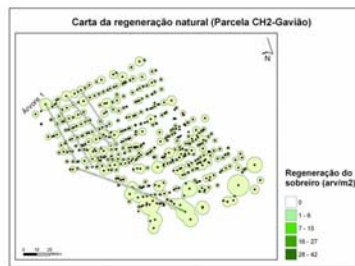 Carta da regeneração natural (Parcela CH2-Gavião)
Árvore 1
N
Regeneração do
sobreiro (arv/m2)
0
1 - 6
7 - 15
16 - 27
28 - 42